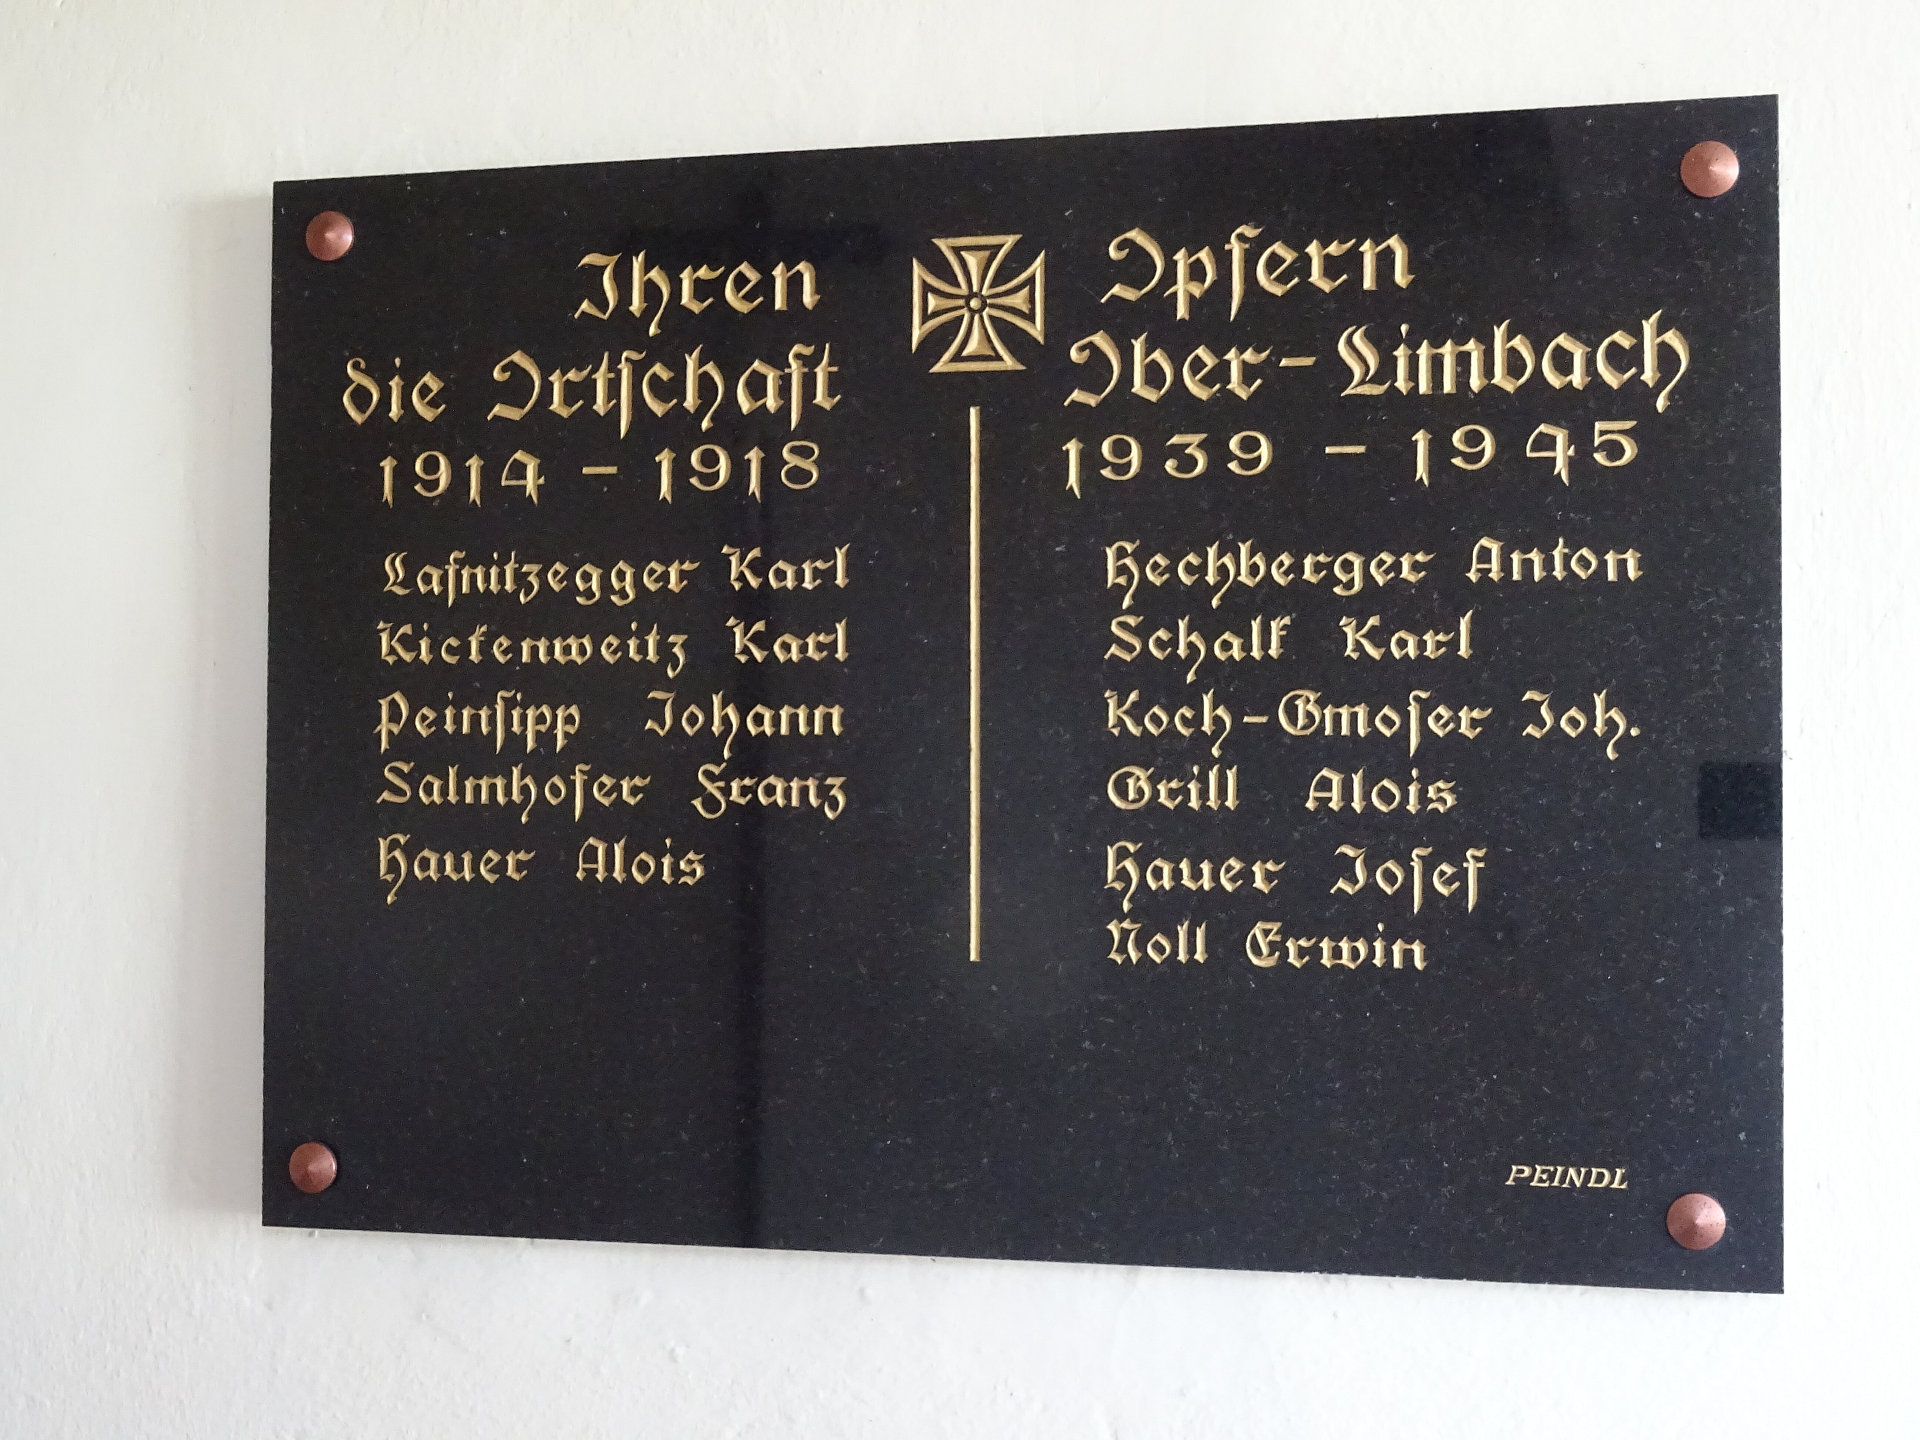 Ihren Opfern
die Ortſchaft Ober-Limbach
1914 – 1918
Lafnitzegger Karl
Kickenweitz Karl
Peinſipp Johann
Salmhofer Franz
Hauer Alois
1939 – 1945
Hechberger Anton
Schalk Karl
Koch-Gmoſer Joh.
Grill Alois
Hauer Joſef
Noll Erwin
PEINDL